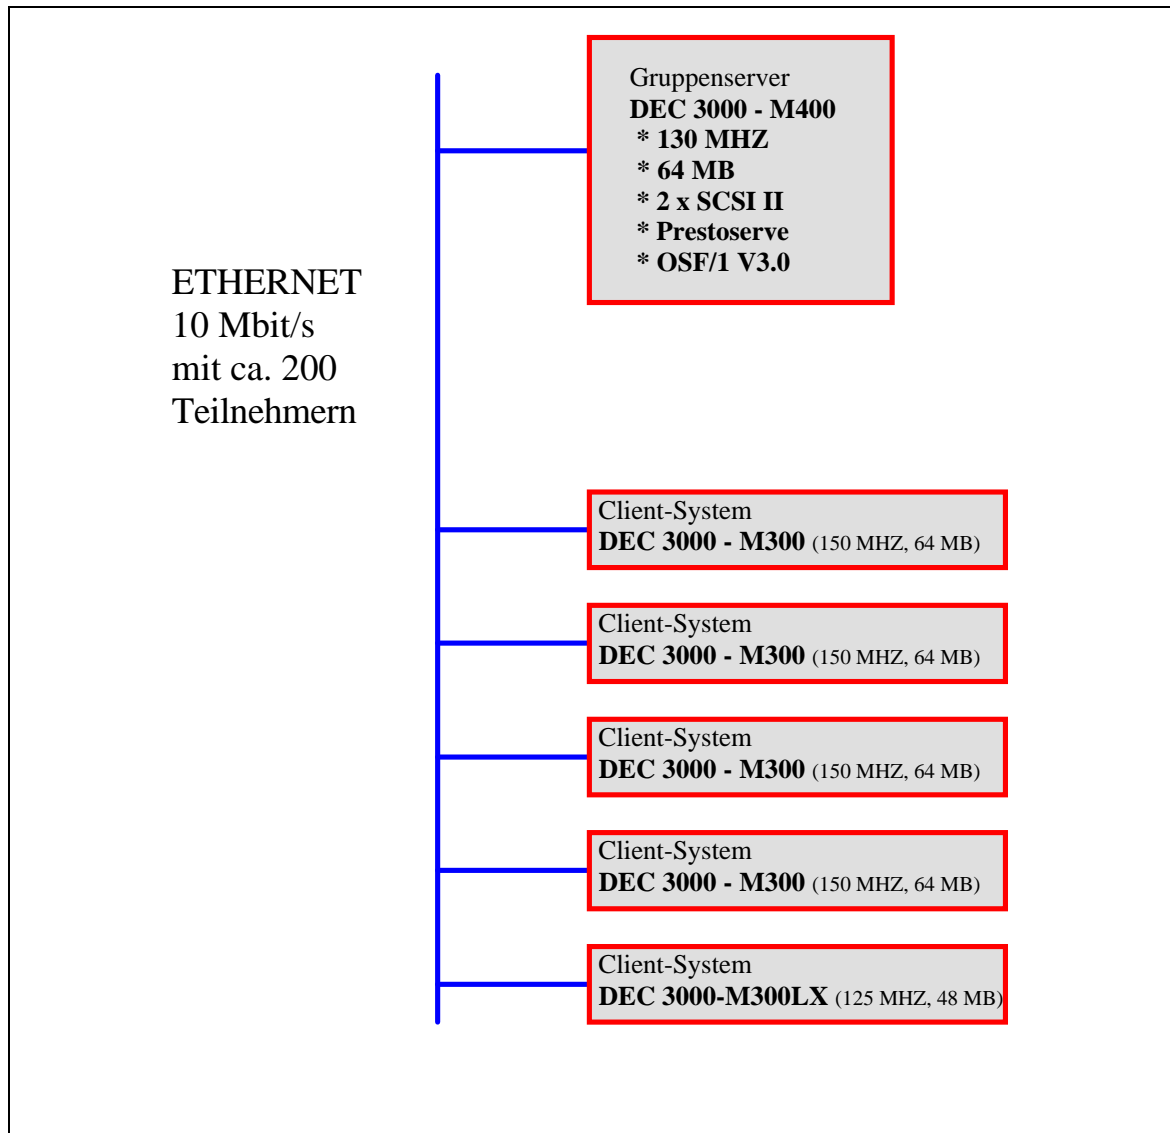 Gruppenserver
DEC 3000 - M400
* 130 MHZ
* 64 MB
* 2 x SCSI II
* Prestoserve
* OSF/1 V3.0
ETHERNET
10 Mbit/s
mit ca. 200
Teilnehmern
Client-System
DEC 3000 - M300 (150 MHZ, 64 MB)
Client-System
DEC 3000 - M300 (150 MHZ, 64 MB)
Client-System
DEC 3000 - M300 (150 MHZ, 64 MB)
Client-System
DEC 3000 - M300 (150 MHZ, 64 MB)
Client-System
DEC 3000-M300LX (125 MHZ, 48 MB)